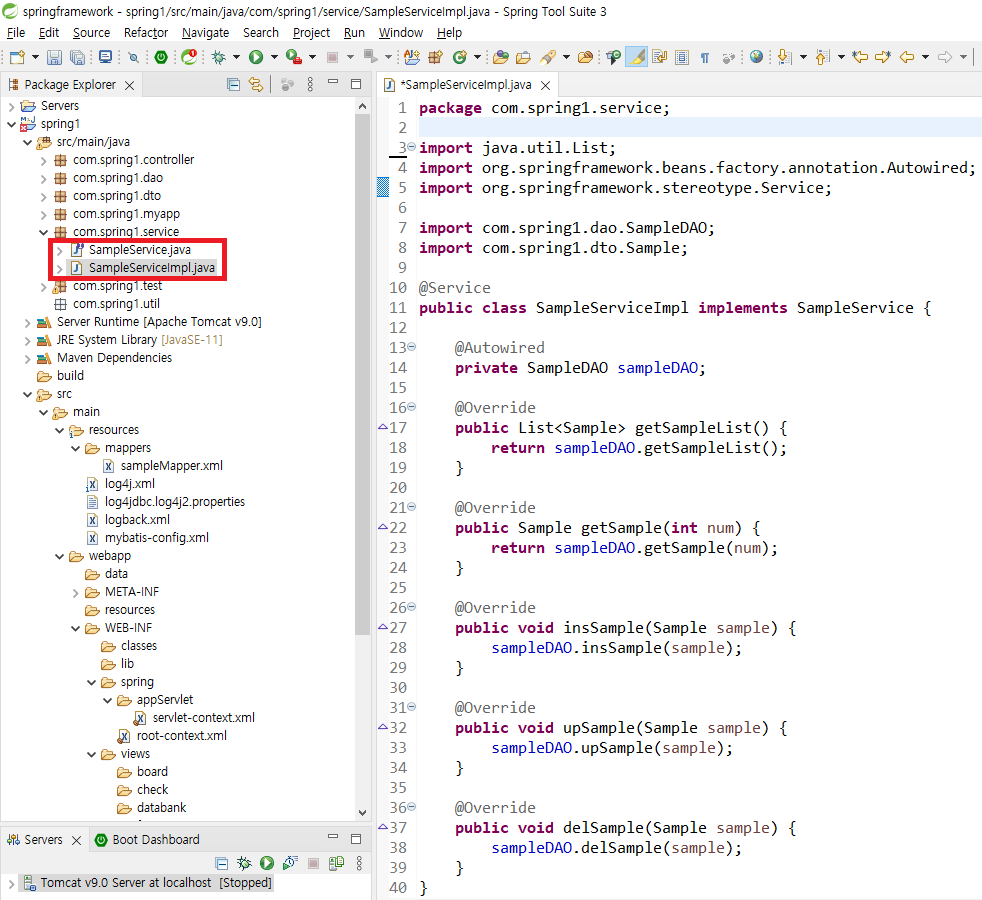 springframework - spring1/src/main/java/com/spring1/service/SampleServiceImpl.java - Spring Tool Suite 3
File Edit Source Refactor Navigate Search Project Run Window Help
Package Explorer
Servers
spring1
src/main/java
com.spring1.controller
com.spring1.dao
com.spring1.dto
com.spring1.myapp
com.spring1.service
SampleService.java
SampleServiceImpl.java
com.spring1.test
com.spring1.util
Server Runtime [Apache Tomcat v9.0]
JRE System Library [JavaSE-11]
Maven Dependencies
build
src
main
resources
mappers
sampleMapper.xml
log4j.xml
log4jdbc.log4j2.properties
logback.xml
mybatis-config.xml
webapp
data
META-INF
resources
WEB-INF
classes
lib
spring
appServlet
servlet-context.xml
root-context.xml
views
board
check
databank
Servers Boot Dashboard
Tomcat v9.0 Server at localhost [Stopped]
*SampleServiceImpl.java
1 package com.spring1.service;
2
3 import java.util.List;
4 import org.springframework.beans.factory.annotation.Autowired;
5 import org.springframework.stereotype.Service;
6
7 import com.spring1.dao.SampleDAO;
8 import com.spring1.dto.Sample;
9
10 @Service
11 public class SampleServiceImpl implements SampleService {
12
13 @Autowired
14 private SampleDAO sampleDAO;
15
16 @Override
17 public List<Sample> getSampleList() {
18 return sampleDAO.getSampleList();
19 }
20
21 @Override
22 public Sample getSample(int num) {
23 return sampleDAO.getSample(num);
24 }
25
26 @Override
27 public void insSample(Sample sample) {
28 sampleDAO.insSample(sample);
29 }
30
31 @Override
32 public void upSample(Sample sample) {
33 sampleDAO.upSample(sample);
34 }
35
36 @Override
37 public void delSample(Sample sample) {
38 sampleDAO.delSample(sample);
39 }
40 }